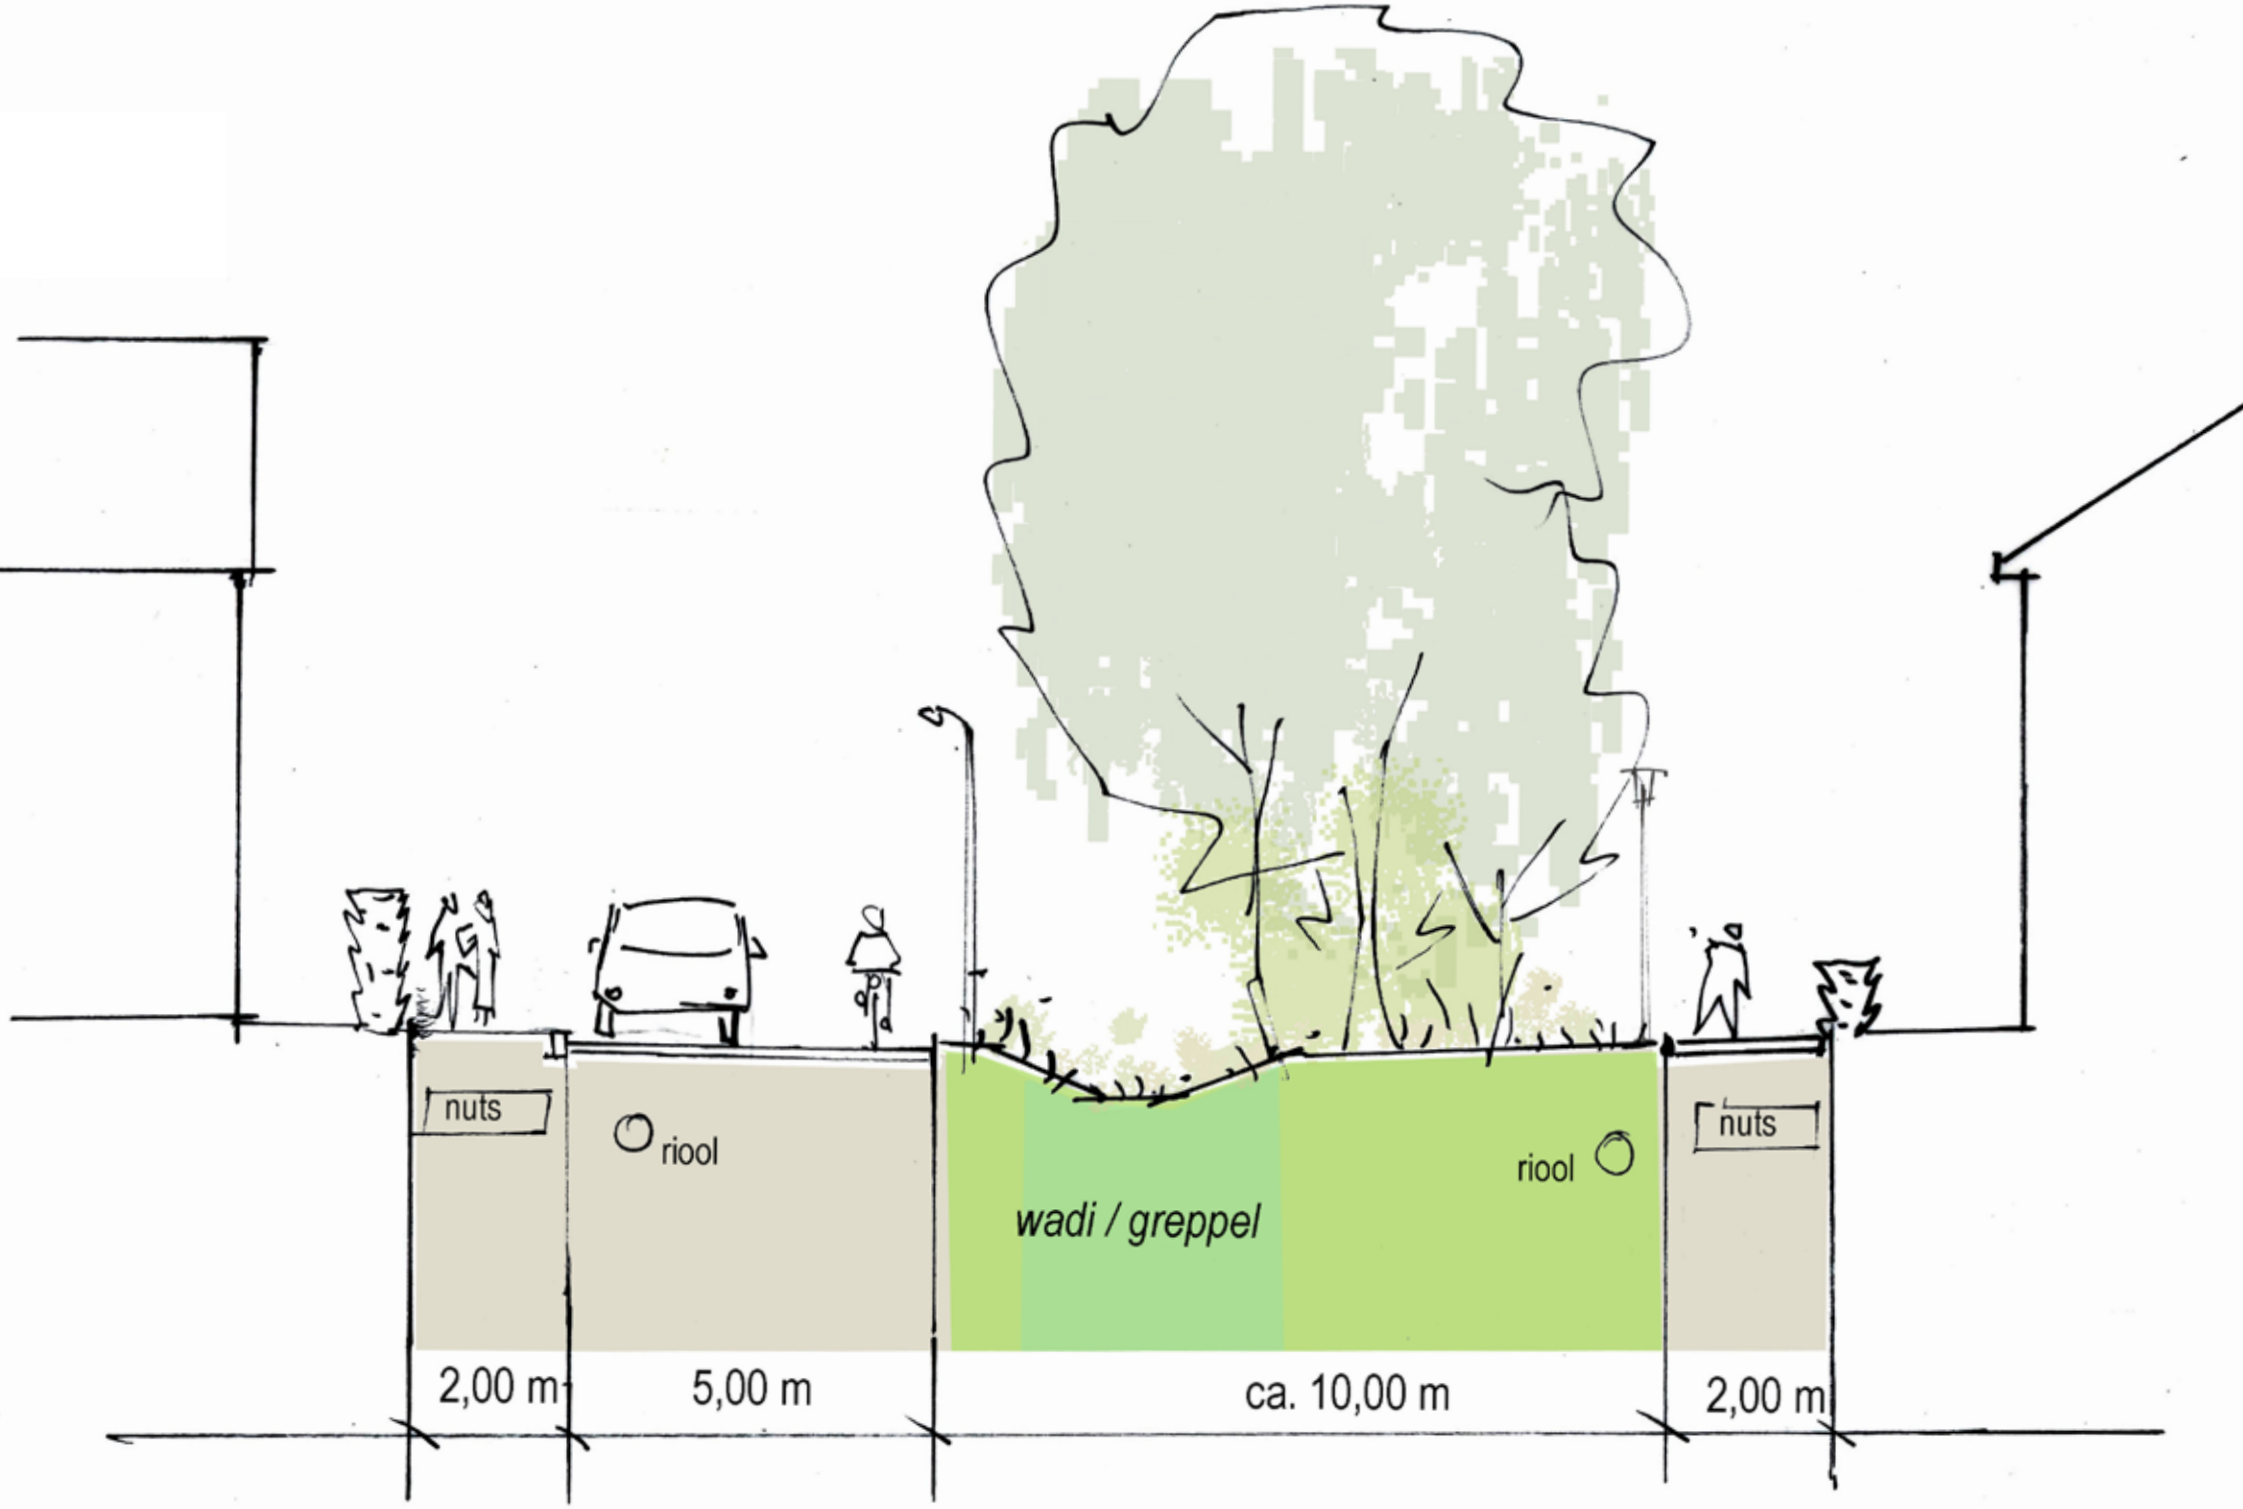 nuts
riool
wadi / greppel
riool
nuts
2,00 m
5,00 m
ca. 10,00 m
2,00 m